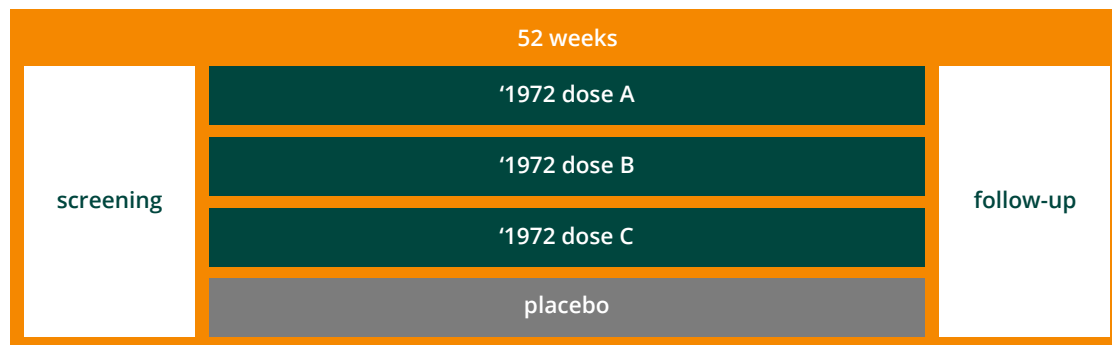 52 weeks
screening
‘1972 dose A
‘1972 dose B
‘1972 dose C
placebo
follow-up